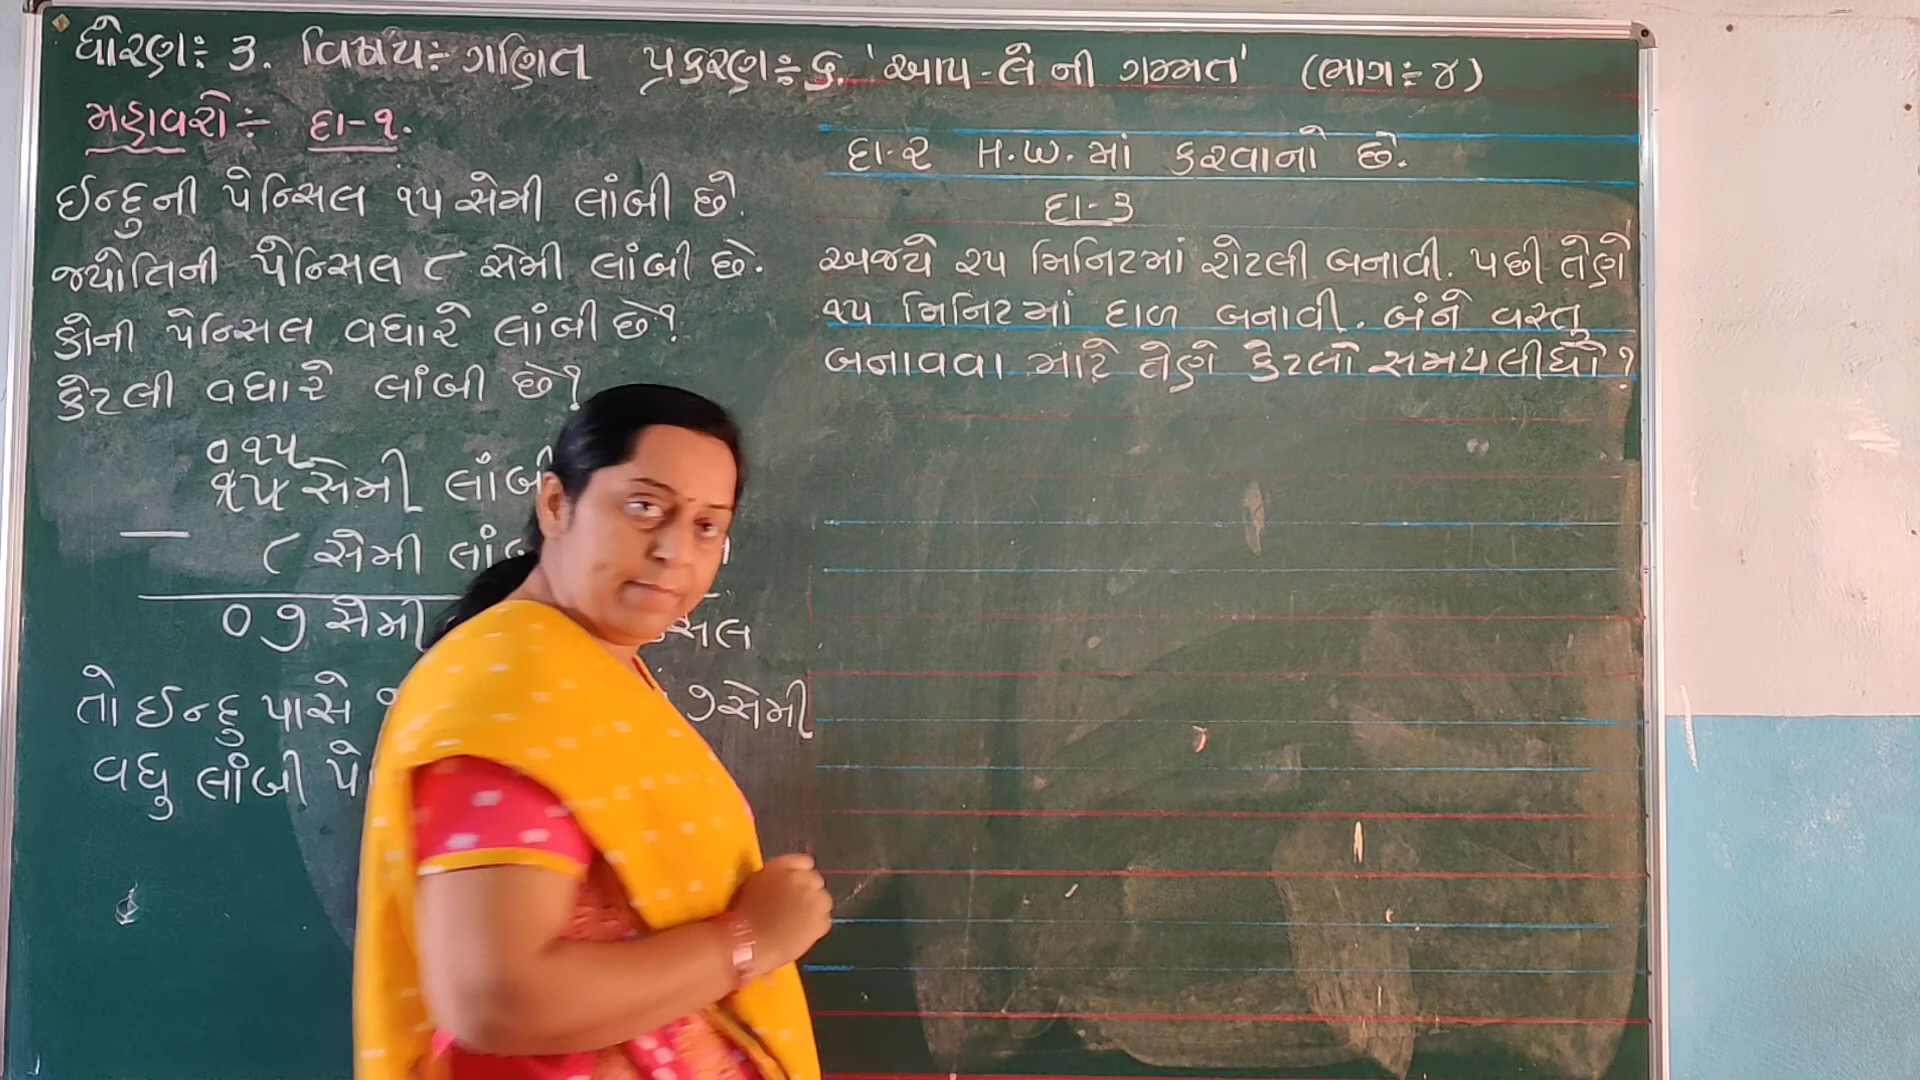 ધોરણઃ ૩. વિષયઃ ગણિત પ્રકરણઃ ૬. 'આપ-લે ની ગમ્મત' (ભાગઃ ૪)
મહાવરોઃ દા-૧.
ઈન્દુની પેન્સિલ ૧૫ સેમી લાંબી છે.
જ્યોતિની પેન્સિલ ૮ સેમી લાંબી છે.
કોની પેન્સિલ વધારે લાંબી છે?
કેટલી વધારે લાંબી છે?
૦૧૫
૧૫ સેમી
— ૮ સેમી
૦૭ સેમી
તો ઈન્દુ પાસે ૭સેમી
વધુ લાંબી
દા.૨ H.W.માં કરવાનો છે.
દા-૩
અજયે ૨૫ મિનિટમાં રોટલી બનાવી. પછી તેણે
૧૫ મિનિટમાં દાળ બનાવી. બંને વસ્તુ
બનાવવા માટે તેણે કેટલો સમય લીધો?